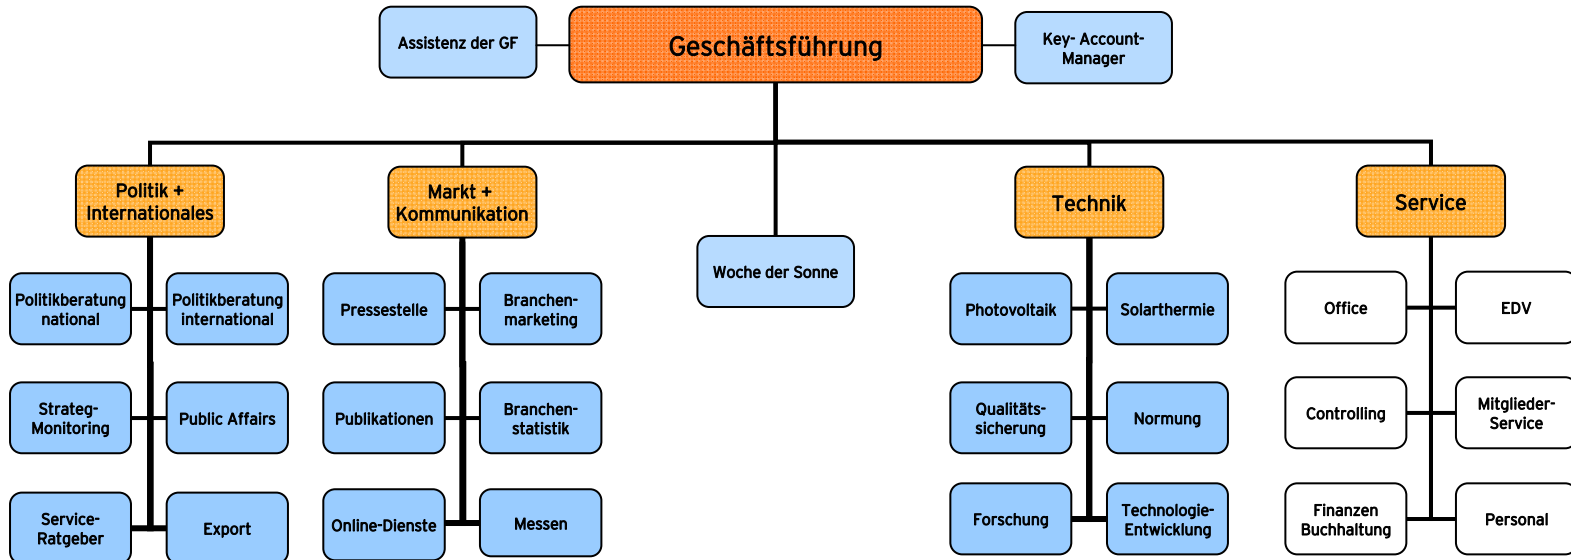 Assistenz der GF
Geschäftsführung
Key- Account-
Manager
Politik +
Internationales
Markt +
Kommunikation
Technik
Service
Woche der Sonne
Politikberatung
national
Politikberatung
international
Strateg-
Monitoring
Public Affairs
Service-
Ratgeber
Export
Pressestelle
Branchen-
marketing
Publikationen
Branchen-
statistik
Online-Dienste
Messen
Photovoltaik
Solarthermie
Qualitäts-
sicherung
Normung
Forschung
Technologie-
Entwicklung
Office
EDV
Controlling
Mitglieder-
Service
Finanzen
Buchhaltung
Personal